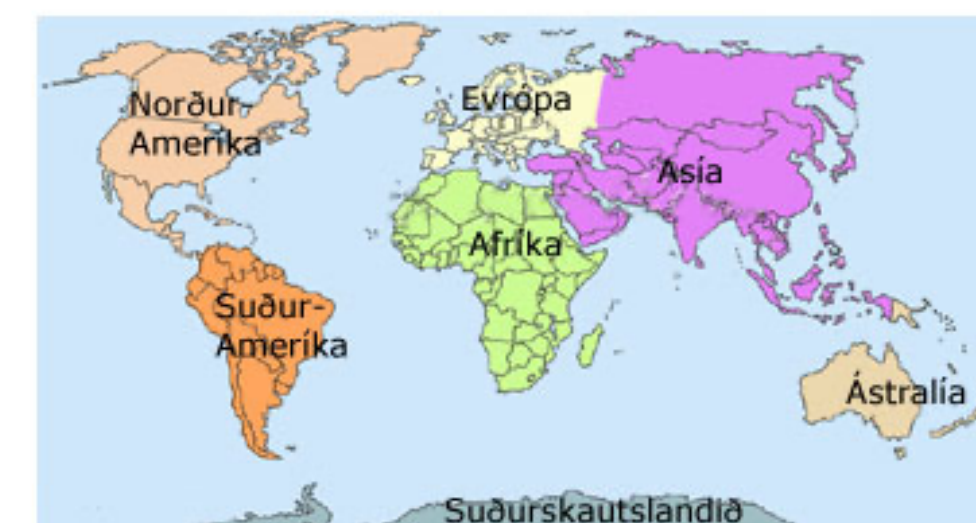 Norður-
Ameríka
Evrópa
Asía
Afríka
Suður-
Ameríka
Ástralía
Suðurskautslandið